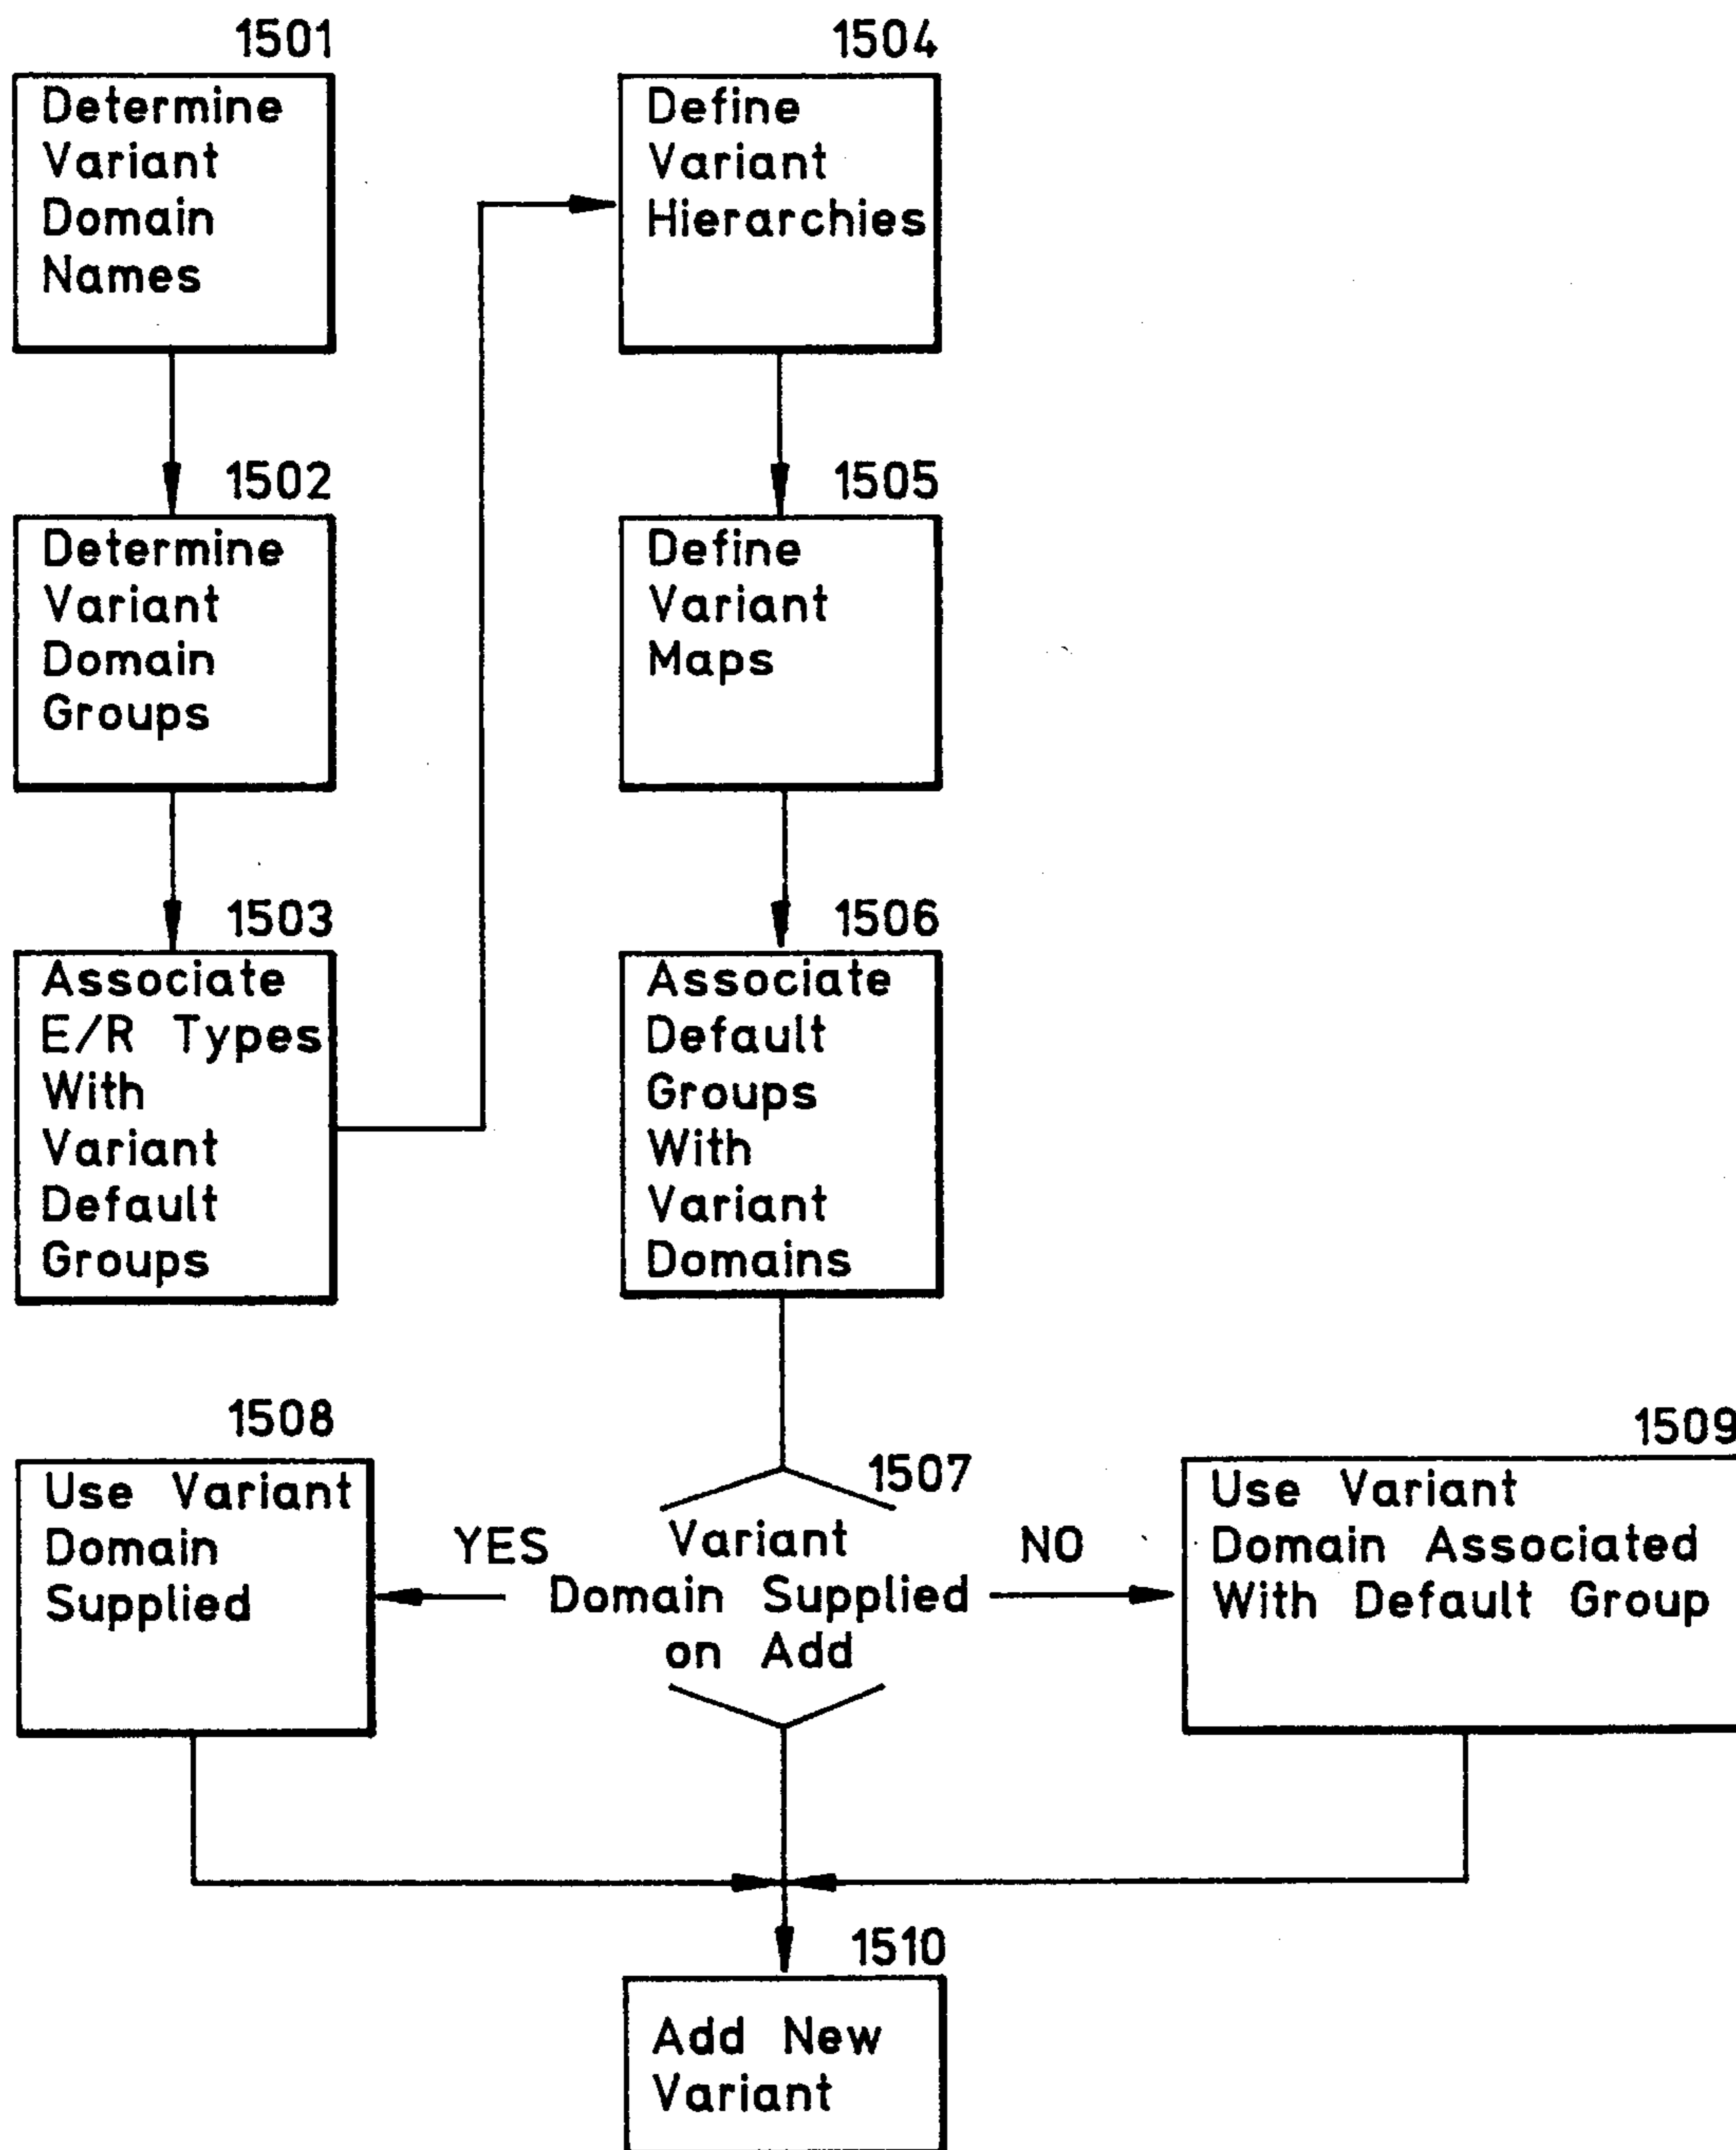 1501
Determine
Variant
Domain
Names
1502
Determine
Variant
Domain
Groups
1503
Associate
E/R Types
With
Variant
Default
Groups
1504
Define
Variant
Hierarchies
1505
Define
Variant
Maps
1506
Associate
Default
Groups
With
Variant
Domains
1507
Variant
Domain Supplied
on Add
YES
NO
1508
Use Variant
Domain
Supplied
1509
Use Variant
Domain Associated
With Default Group
1510
Add New
Variant